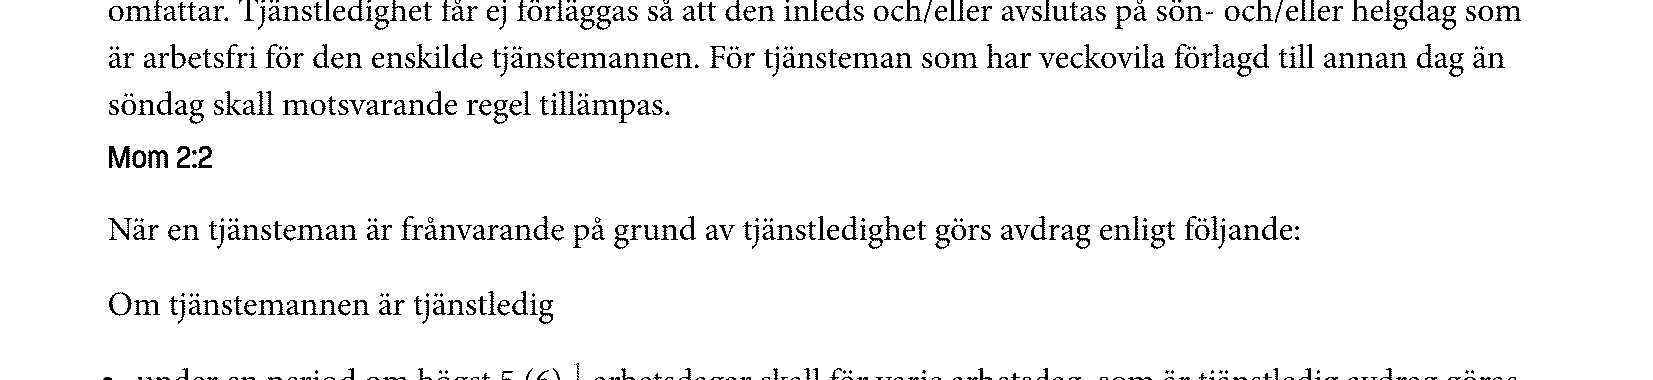 omfattar. Tjänstledighet får ej förläggas så att den inleds och/eller avslutas på sön- och/eller helgdag som
är arbetsfri för den enskilde tjänstemannen. För tjänsteman som har veckovila förlagd till annan dag än
söndag skall motsvarande regel tillämpas.
Mom 2:2
När en tjänsteman är frånvarande på grund av tjänstledighet görs avdrag enligt följande:
Om tjänstemannen är tjänstledig
• under en period om högst 5 (6) arbetsdagar skall för varje arbetsdag, som är tjänstledig avdrag göras